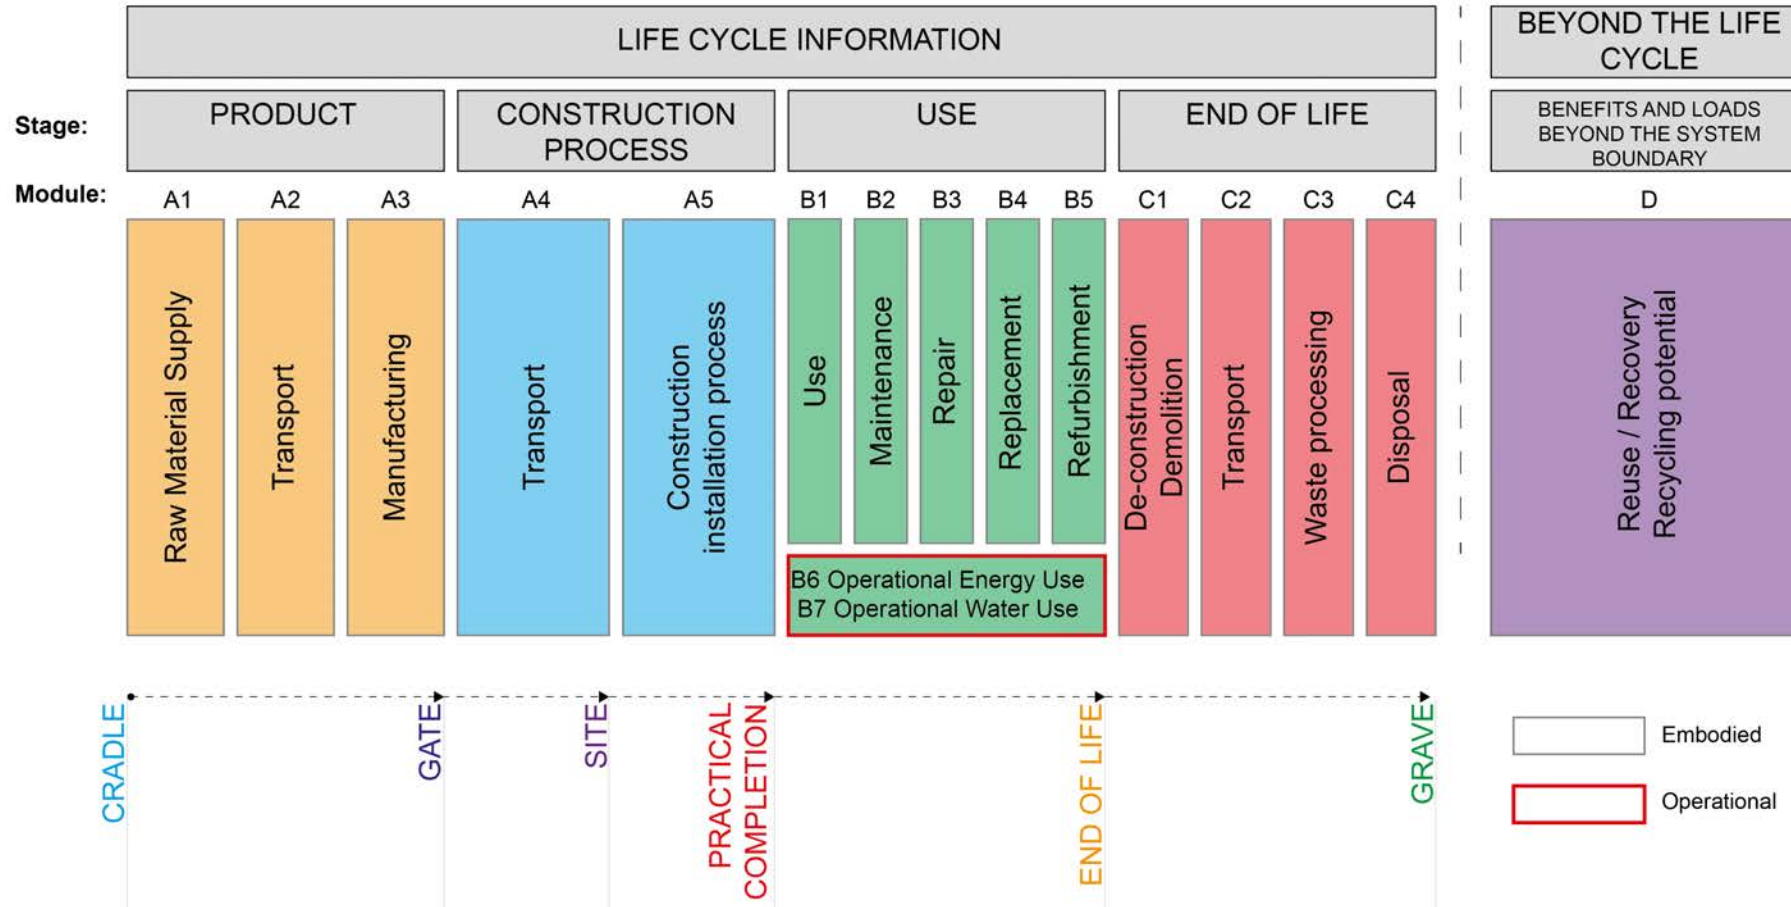 LIFE CYCLE INFORMATION
BEYOND THE LIFE
CYCLE
Stage:
PRODUCT
CONSTRUCTION
PROCESS
USE
END OF LIFE
BENEFITS AND LOADS
BEYOND THE SYSTEM
BOUNDARY
Module:
A1
A2
A3
A4
A5
B1
B2
B3
B4
B5
C1
C2
C3
C4
D
Raw Material Supply
Transport
Manufacturing
Transport
Construction
installation process
Use
Maintenance
Repair
Replacement
Refurbishment
De-construction
Demolition
Transport
Waste processing
Disposal
Reuse / Recovery
Recycling potential
B6 Operational Energy Use
B7 Operational Water Use
CRADLE
GATE
SITE
PRACTICAL
COMPLETION
END OF LIFE
GRAVE
Embodied
Operational